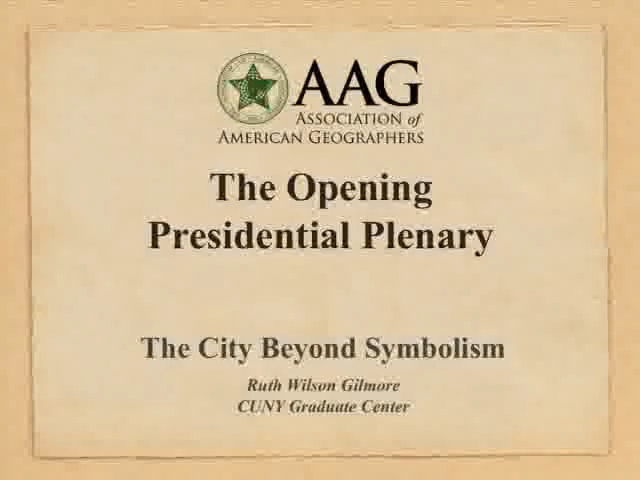 AAG
ASSOCIATION of
AMERICAN GEOGRAPHERS
The Opening
Presidential Plenary
The City Beyond Symbolism
Ruth Wilson Gilmore
CUNY Graduate Center